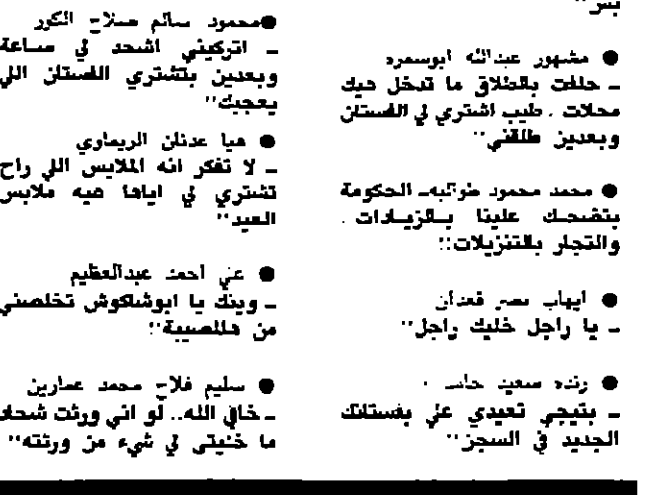 بس!!
● مشهور عبدالله ابوسمره
ـ حلفت بالطلاق ما تدخل هيك
محلات . طيب اشتري لي الفستان
وبعدين طلقني!!
● محمد محمود طوالبه ـ الحكومة
بتضحك علينا بالزيادات .
والتجار بالتنزيلات!!
● ايهاب نصر قعدان
ـ يا راجل خليك راجل!!
● رنده سعيد
ـ بتيجي تعيدي علي بفستانك
الجديد في السجن!!
●محمود سالم صلاح الكور
ـ اتركيني اشحد لي ساعة
وبعدين بتشتري الفستان اللي
يعجبك!!
● هيا عدنان الريماوي
ـ لا تفكر انه الملابس اللي راح
تشتري لي اياها هيه ملابس
العيد!!
● علي احمد عبدالعظيم
ـ وينك يا ابوشاكوش تخلصني
من هالمصيبة!!
● سليم فلاح محمد عمارين
ـ خافي الله.. لو اني ورثت شحاد
ما خليتي لي شيء من ورثته!!